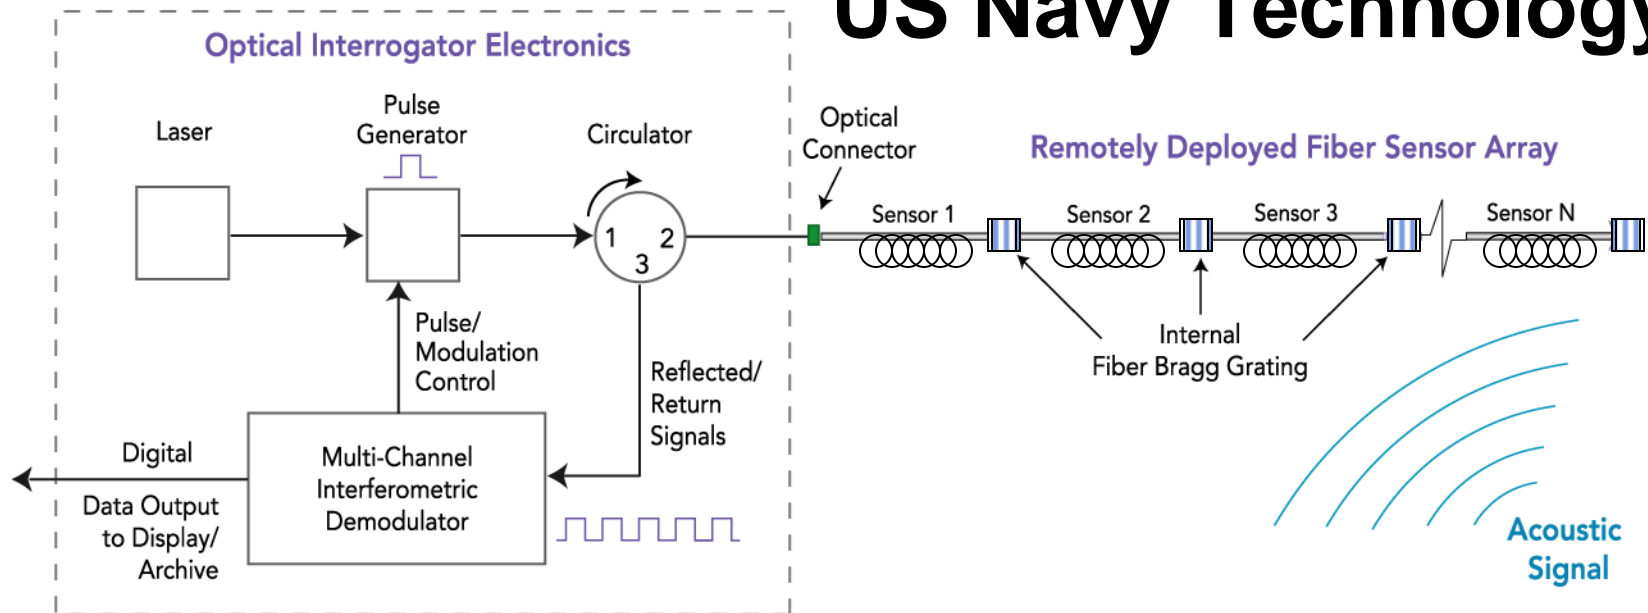 US Navy Technology
Optical Interrogator Electronics
Laser
Pulse
Generator
Circulator
1
2
3
Pulse/
Modulation
Control
Reflected/
Return
Signals
Multi-Channel
Interferometric
Demodulator
Digital
Data Output
to Display/
Archive
Optical
Connector
Remotely Deployed Fiber Sensor Array
Sensor 1
Sensor 2
Sensor 3
Sensor N
Internal
Fiber Bragg Grating
Acoustic
Signal